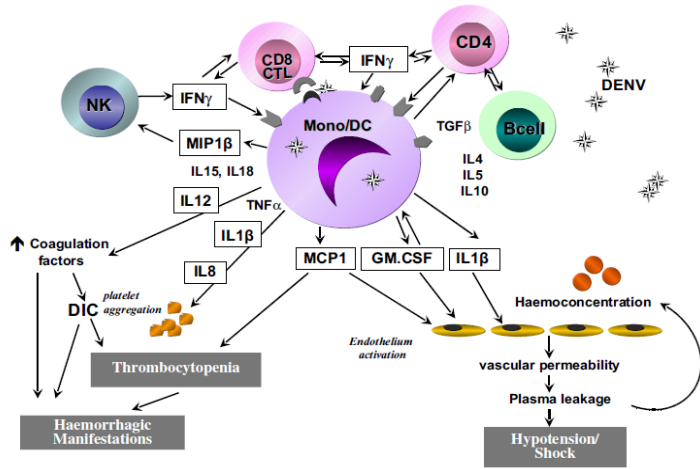 CD4
CD8
CTL
IFNγ
DENV
NK
IFNγ
Mono/DC
TGFβ
Bcell
MIP1β
IL15, IL18
IL4
IL5
IL10
IL12
TNFα
IL1β
Coagulation
factors
IL8
MCP1
GM.CSF
IL1β
DIC
platelet
aggregation
Haemoconcentration
Endothelium
activation
Thrombocytopenia
vascular permeability
Plasma leakage
Haemorrhagic
Manifestations
Hypotension/
Shock